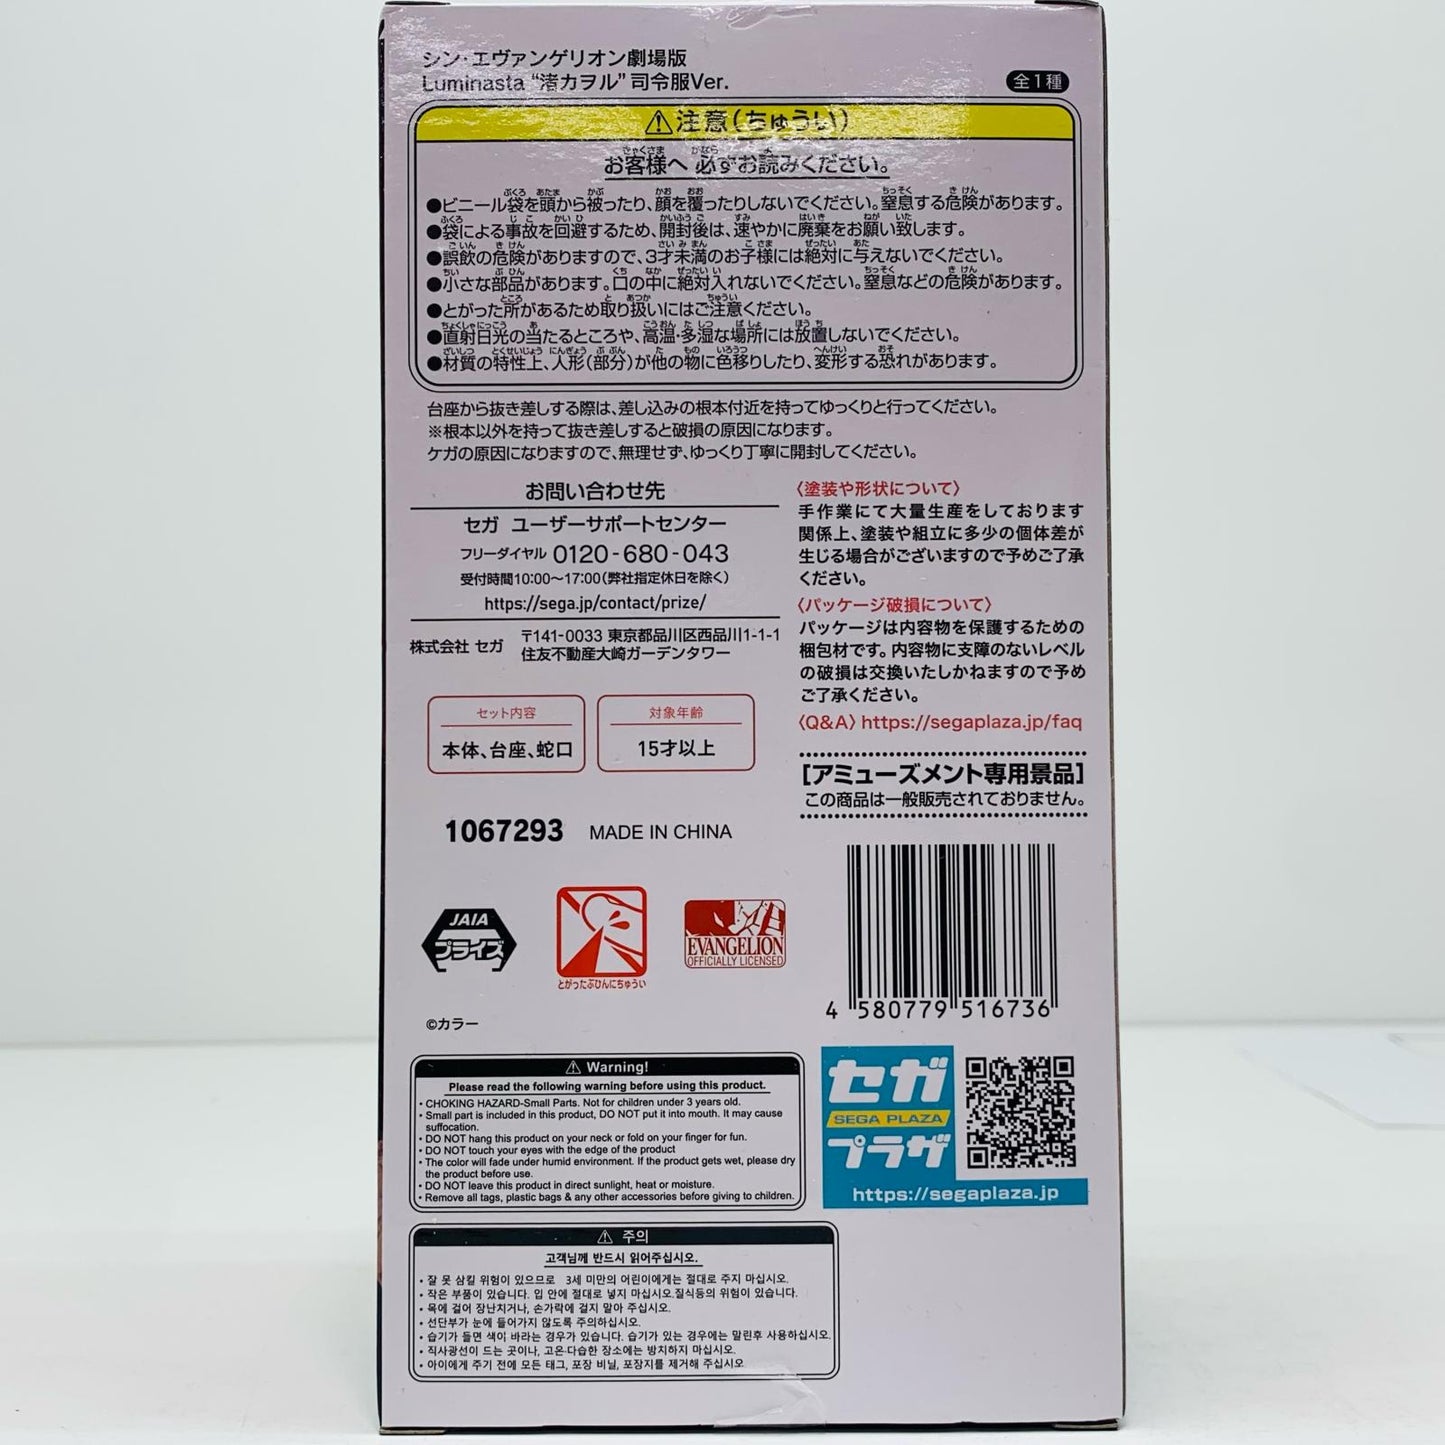 シン・エヴァンゲリオン劇場版
Luminasta “渚カヲル” 司令服Ver.
全1種
⚠注意(ちゅうい)
お客様へ 必ずお読みください。
●ビニール袋を頭から被ったり、顔を覆ったりしないでください。窒息する危険があります。
●袋による事故を回避するため、開封後は、速やかに廃棄をお願い致します。
●誤飲の危険がありますので、3才未満のお子様には絶対に与えないでください。
●小さな部品があります。口の中に絶対入れないでください。窒息などの危険があります。
●とがった所があるため取り扱いにはご注意ください。
●直射日光の当たるところや、高温・多湿な場所には放置しないでください。
●材質の特性上、人形(部分)が他の物に色移りしたり、変形する恐れがあります。
台座から抜き差しする際は、差し込みの根本付近を持ってゆっくりと行ってください。
※根本以外を持って抜き差しすると破損の原因になります。
ケガの原因になりますので、無理せず、ゆっくり丁寧に開封してください。
お問い合わせ先
セガ ユーザーサポートセンター
フリーダイヤル 0120-680-043
受付時間10:00～17:00(弊社指定休日を除く)
https://sega.jp/contact/prize/
株式会社 セガ
〒141-0033 東京都品川区西品川1-1-1
住友不動産大崎ガーデンタワー
〈塗装や形状について〉
手作業にて大量生産をしております
関係上、塗装や組立に多少の個体差が
生じる場合がございますので予めご了承
ください。
〈パッケージ破損について〉
パッケージは内容物を保護するための
梱包材です。内容物に支障のないレベル
の破損は交換いたしかねますので予め
ご了承ください。
〈Q&A〉https://segaplaza.jp/faq
セット内容
本体、台座、蛇口
対象年齢
15才以上
[アミューズメント専用景品]
この商品は一般販売されておりません。
1067293 MADE IN CHINA
JAIA
プライズ
とがったぶひんにちゅうい
EVANGELION
OFFICIALLY LICENSED
4 580779 516736
©カラー
⚠ Warning!
Please read the following warning before using this product.
• CHOKING HAZARD-Small Parts. Not for children under 3 years old.
• Small part is included in this product, DO NOT put it into mouth. It may cause
suffocation.
• DO NOT hang this product on your neck or fold on your finger for fun.
• DO NOT touch your eyes with the edge of the product
• The color will fade under humid environment. If the product gets wet, please dry
the product before use.
• DO NOT leave this product in direct sunlight, heat or moisture.
• Remove all tags, plastic bags & any other accessories before giving to children.
セガ
SEGA PLAZA
プラザ
https://segaplaza.jp
⚠ 주의
고객님께 반드시 읽어주십시오.
• 잘 못 삼킬 위험이 있으므로 3세 미만의 어린이에게는 절대로 주지 마십시오.
• 작은 부품이 있습니다. 입 안에 절대로 넣지 마십시오.질식등의 위험이 있습니다.
• 목에 걸어 장난치거나, 손가락에 걸지 말아 주십시오.
• 선단부가 눈에 들어가지 않도록 주의하십시오.
• 습기가 들면 색이 바라는 경우가 있습니다. 습기가 있는 경우에는 말린후 사용하십시오.
• 직사광선이 드는 곳이나, 고온·다습한 장소에는 방치하지 마십시오.
• 아이에게 주기 전에 모든 태그, 포장 비닐, 포장지를 제거해 주십시오